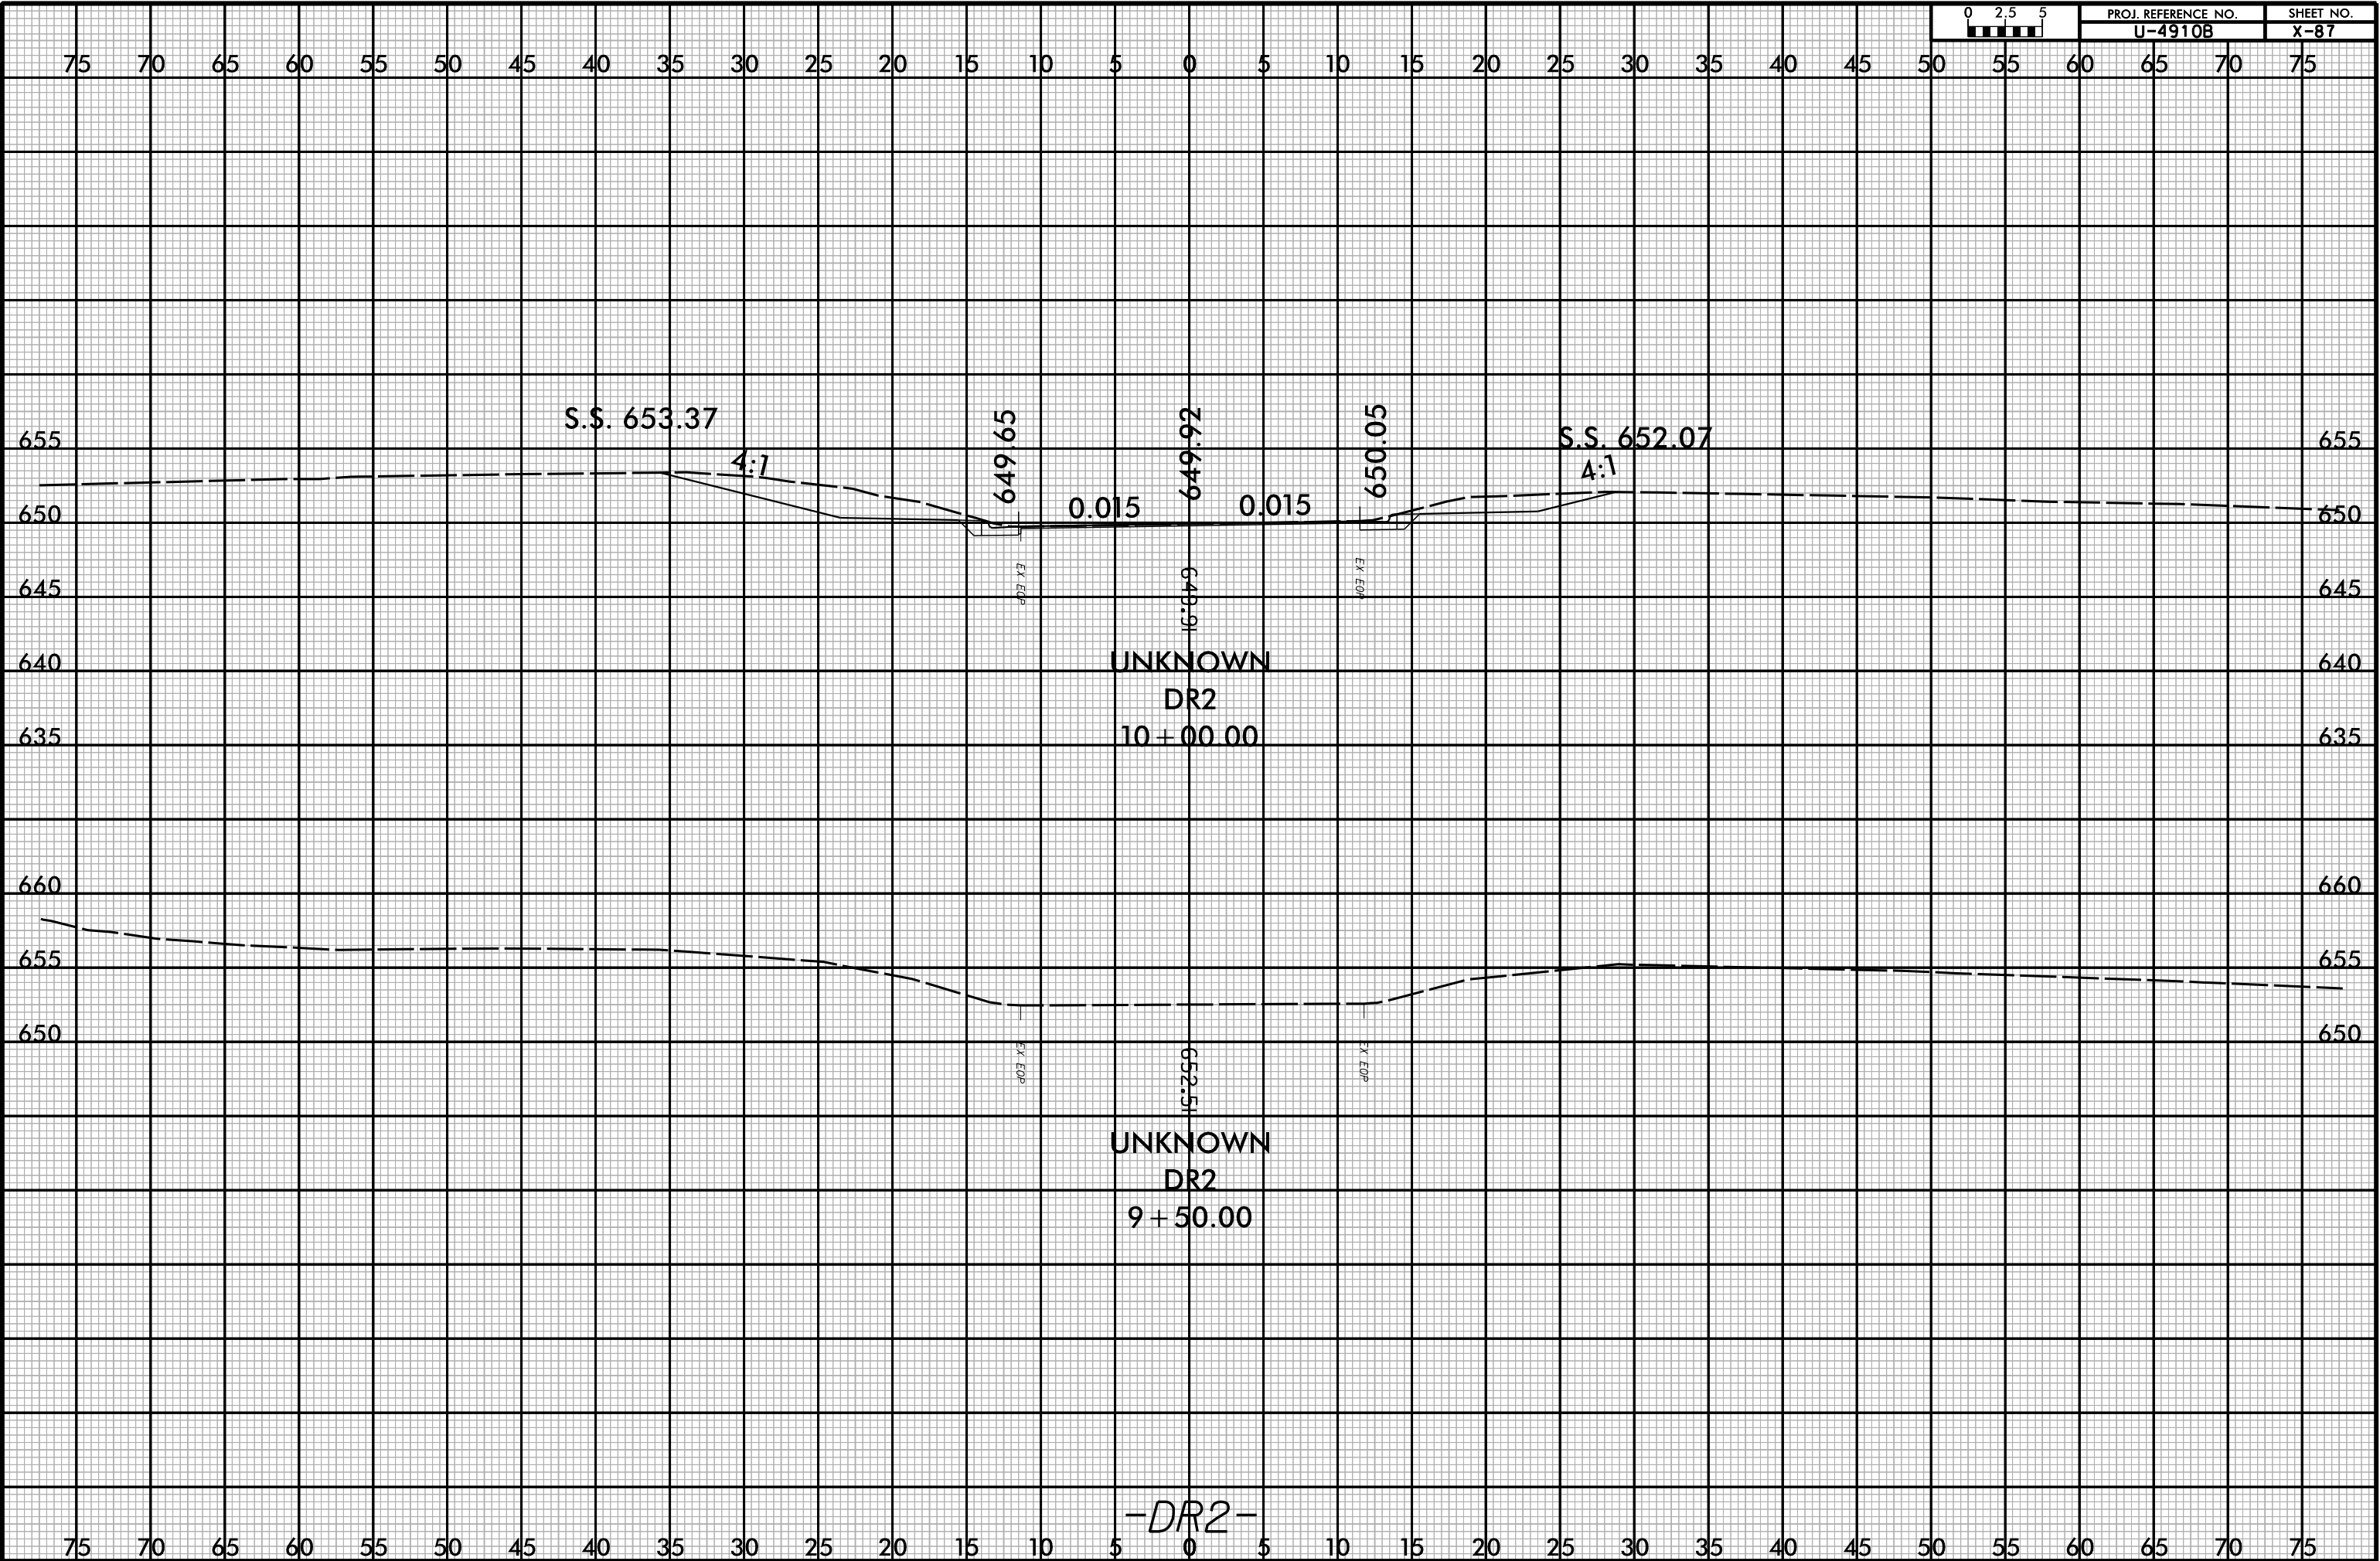 0 2.5 5
PROJ. REFERENCE NO. SHEET NO.
U-4910B X-87
75 70 65 60 55 50 45 40 35 30 25 20 15 10 5 0 5 10 15 20 25 30 35 40 45 50 55 60 65 70 75
S.S. 653.37
649.65
649.92
650.05
S.S. 652.07
655 655
4:1 4:1
0.015 0.015
650 650
EX EOP 649.91 EX EOP
645 645
UNKNOWN
640 640
DR2
10+00.00
635 635
660 660
655 655
650 650
EX EOP 652.51 EX EOP
UNKNOWN
DR2
9+50.00
-DR2-
75 70 65 60 55 50 45 40 35 30 25 20 15 10 5 0 5 10 15 20 25 30 35 40 45 50 55 60 65 70 75